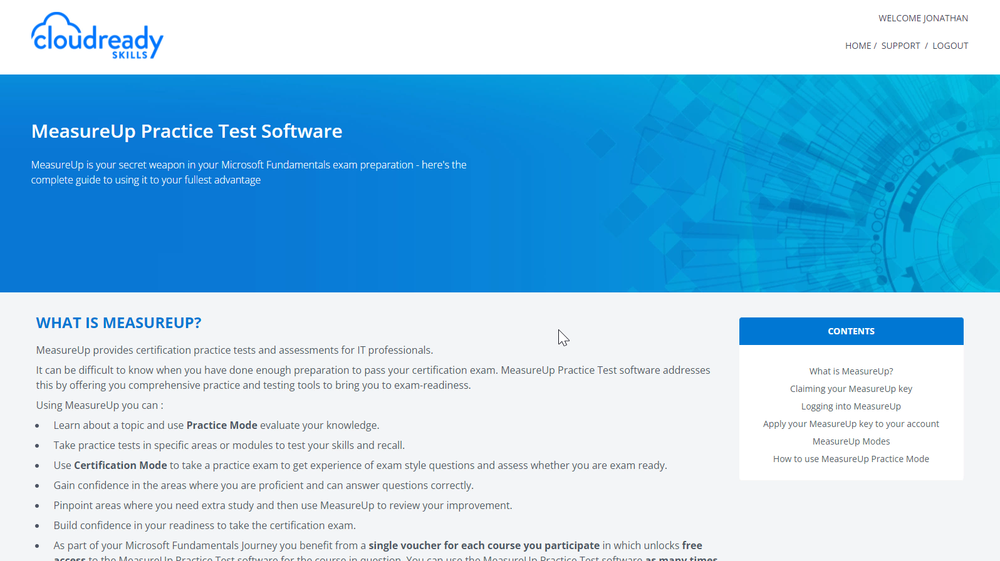 cloudready
SKILLS
WELCOME JONATHAN
HOME / SUPPORT / LOGOUT
MeasureUp Practice Test Software
MeasureUp is your secret weapon in your Microsoft Fundamentals exam preparation - here's the
complete guide to using it to your fullest advantage
WHAT IS MEASUREUP?
MeasureUp provides certification practice tests and assessments for IT professionals.
It can be difficult to know when you have done enough preparation to pass your certification exam. MeasureUp Practice Test software addresses
this by offering you comprehensive practice and testing tools to bring you to exam-readiness.
Using MeasureUp you can :
• Learn about a topic and use Practice Mode evaluate your knowledge.
• Take practice tests in specific areas or modules to test your skills and recall.
• Use Certification Mode to take a practice exam to get experience of exam style questions and assess whether you are exam ready.
• Gain confidence in the areas where you are proficient and can answer questions correctly.
• Pinpoint areas where you need extra study and then use MeasureUp to review your improvement.
• Build confidence in your readiness to take the certification exam.
• As part of your Microsoft Fundamentals Journey you benefit from a single voucher for each course you participate in which unlocks free
access to the MeasureUp Practice Test software for the course in question. You can use the MeasureUp Practice Test software as many times
CONTENTS
What is MeasureUp?
Claiming your MeasureUp key
Logging into MeasureUp
Apply your MeasureUp key to your account
MeasureUp Modes
How to use MeasureUp Practice Mode